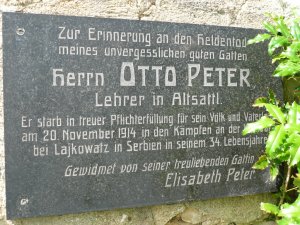 Zur Erinnerung an den Heldentod
meines unvergesslichen guten Gatten
Herrn OTTO PETER,
Lehrer in Altsattl.
Er starb in treuer Pflichterfüllung für sein Volk und
am 20. November 1914 in den Kämpfen an der
bei Lajkowatz in Serbien in seinem 34. Lebensjahre
Gewidmet von seiner treuliebenden Gattin
Elisabeth Peter.